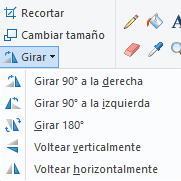 Recortar
Cambiar tamaño
Girar
A
Girar 90° a la derecha
Girar 90° a la izquierda
Girar 180°
Voltear verticalmente
Voltear horizontalmente